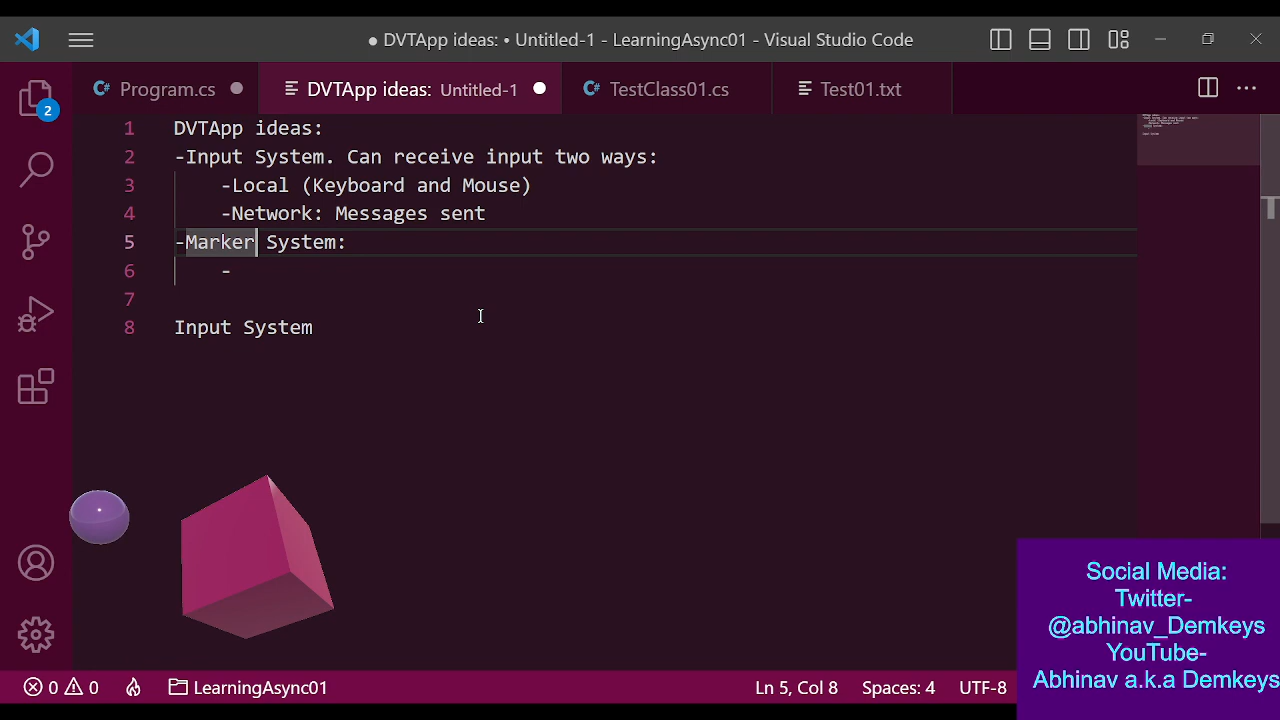 ● DVTApp ideas: • Untitled-1 - LearningAsync01 - Visual Studio Code
2
C# Program.cs
DVTApp ideas: Untitled-1
C# TestClass01.cs
Test01.txt
1 DVTApp ideas:
2 -Input System. Can receive input two ways:
3 -Local (Keyboard and Mouse)
4 -Network: Messages sent
5 -Marker System:
6 -
7
8 Input System
Social Media:
Twitter-
@abhinav_Demkeys
YouTube-
Abhinav a.k.a Demkeys
0 0 LearningAsync01 Ln 5, Col 8 Spaces: 4 UTF-8